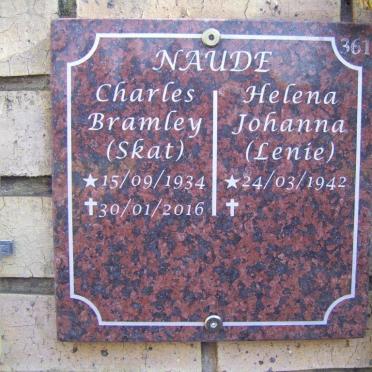 361
NAUDE
Charles
Bramley
(Skat)
★15/09/1934
✝30/01/2016
Helena
Johanna
(Lenie)
★24/03/1942
✝